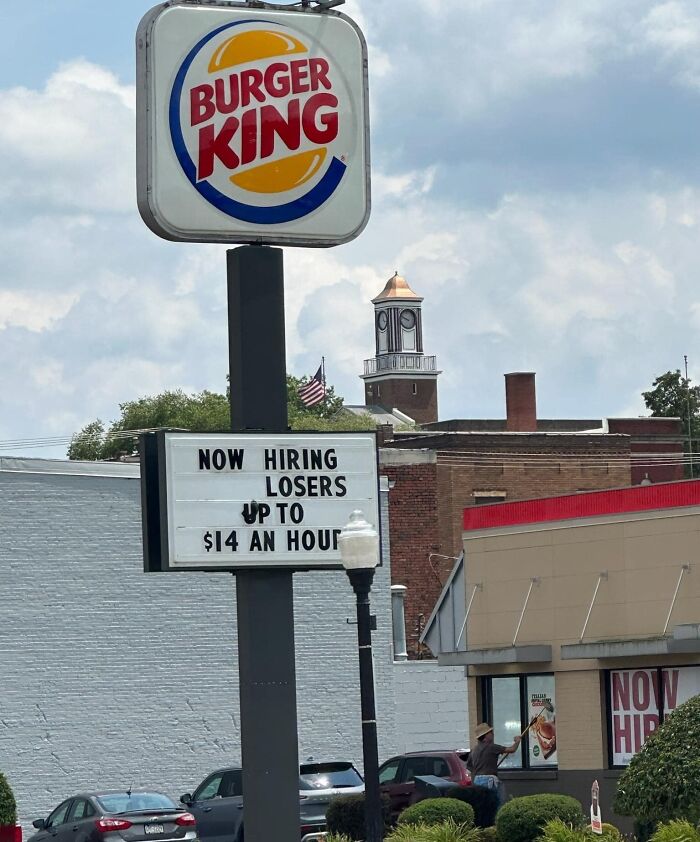 BURGER
KING
®
NOW HIRING
LOSERS
UP TO
$14 AN HOUR
NOW
HIR